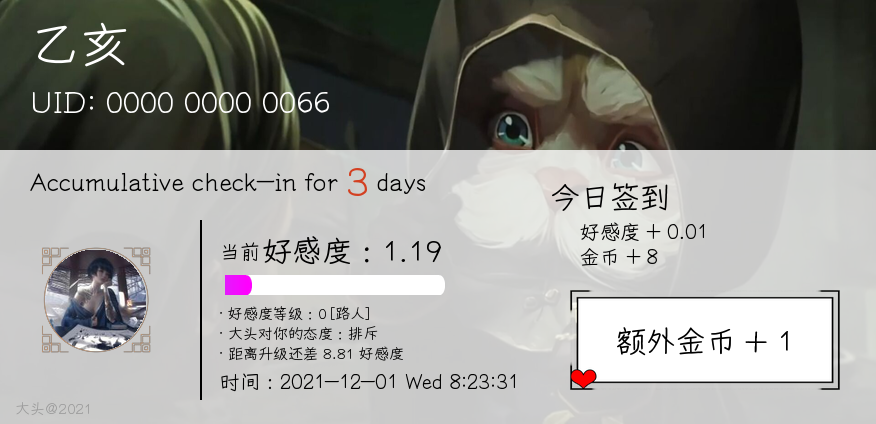 乙亥
UID: 0000 0000 0066
Accumulative check-in for 3 days
今日签到
好感度 + 0.01
金币 + 8
当前好感度：1.19
· 好感度等级：0 [路人]
· 大头对你的态度：排斥
· 距离升级还差 8.81 好感度
时间：2021-12-01 Wed 8:23:31
额外金币 + 1
大头@2021